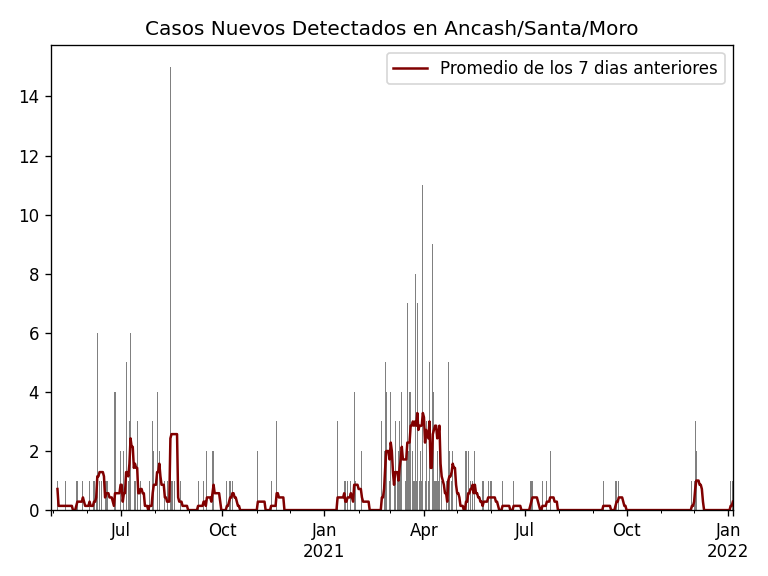 Casos Nuevos Detectados en Ancash/Santa/Moro
Promedio de los 7 dias anteriores
14
12
10
8
6
4
2
0
Jul
Oct
Jan
2021
Apr
Jul
Oct
Jan
2022